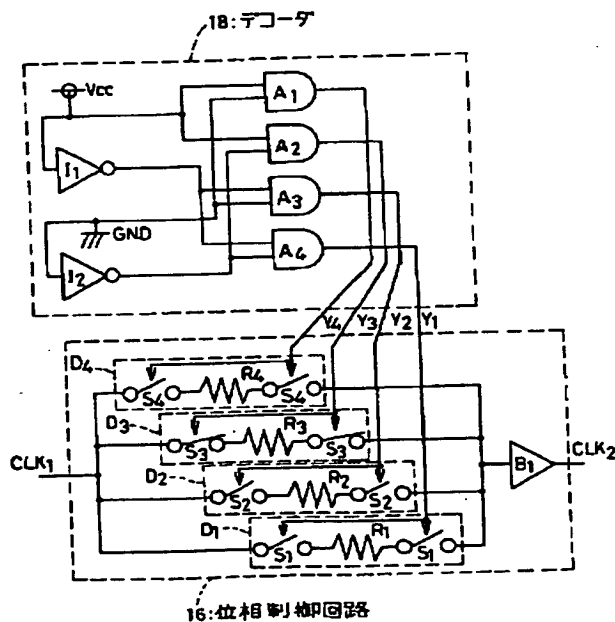 18:デコーダ
Vcc
A1
I1
A2
A3
GND
I2
A4
Y4 Y3 Y2 Y1
D4
S4 R4 S4
D3
S3 R3 S3
CLK1
D2
S2 R2 S2
B1
CLK2
D1
S1 R1 S1
16:位相制御回路